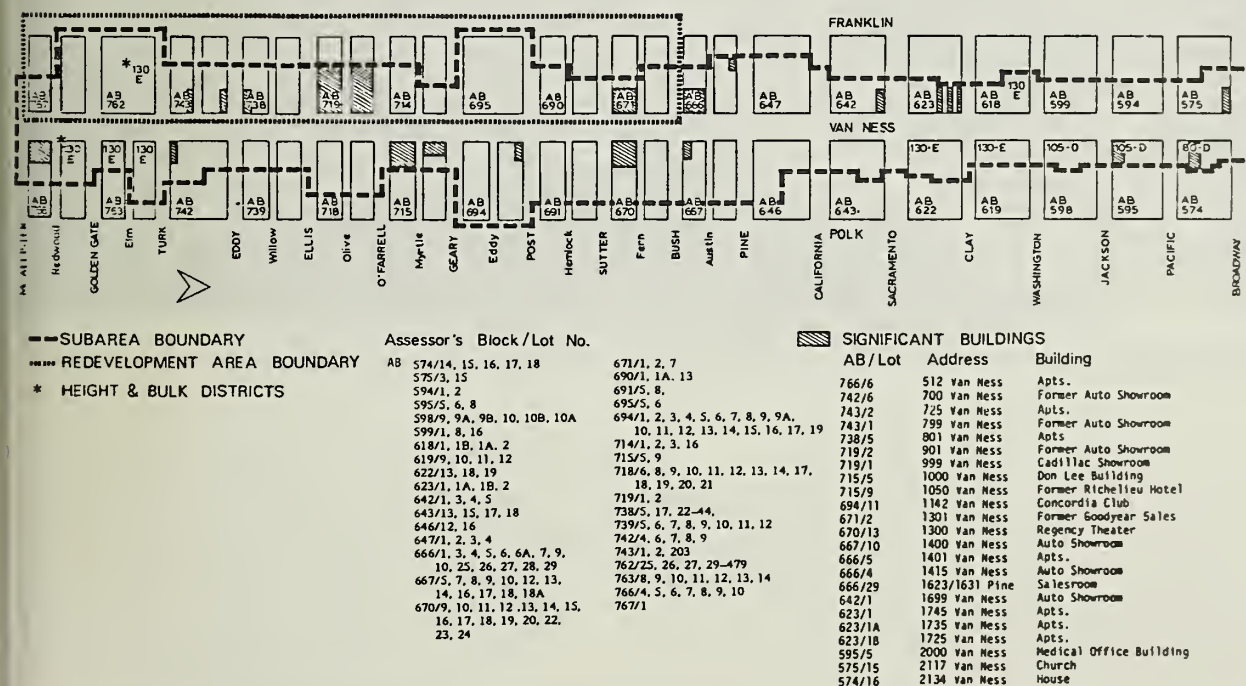 FRANKLIN
* 130 E
AB 762
AB 743
AB 738
AB 719
AB 714
AB 695
AB 690
AB 671
AB 666
AB 647
AB 642
AB 623
AB 618
130 E
AB 599
AB 594
AB 575
VAN NESS
* 130 E
130 E
130 E
130-E
130-E
105-D
105-D
80-D
AB 763
AB 742
AB 739
AB 718
AB 715
AB 694
AB 691
AB 670
AB 667
AB 646
AB 643
AB 622
AB 619
AB 598
AB 595
AB 574
POLK
Redwood
GOLDEN GATE
Elm
TURK
EDDY
Willow
ELLIS
Olive
O'FARRELL
Myrtle
GEARY
Eddy
POST
Hemlock
SUTTER
Fern
BUSH
Austin
PINE
CALIFORNIA
SACRAMENTO
CLAY
WASHINGTON
JACKSON
PACIFIC
BROADWAY
SUBAREA BOUNDARY
REDEVELOPMENT AREA BOUNDARY
* HEIGHT & BULK DISTRICTS
Assessor's Block/Lot No.
AB 574/14, 15, 16, 17, 18
575/3, 15
594/1, 2
595/5, 6, 8
598/9, 9A, 9B, 10, 10B, 10A
599/1, 8, 16
618/1, 1B, 1A, 2
619/9, 10, 11, 12
622/13, 18, 19
623/1, 1A, 1B, 2
642/1, 3, 4, 5
643/13, 15, 17, 18
646/12, 16
647/1, 2, 3, 4
666/1, 3, 4, 5, 6, 6A, 7, 9,
10, 25, 26, 27, 28, 29
667/5, 7, 8, 9, 10, 12, 13,
14, 16, 17, 18, 18A
670/9, 10, 11, 12 ,13, 14, 15,
16, 17, 18, 19, 20, 22,
23, 24
671/1, 2, 7
690/1, 1A. 13
691/5, 8,
695/5, 6
694/1, 2, 3, 4, 5, 6, 7, 8, 9, 9A,
10, 11, 12, 13, 14, 15, 16, 17, 19
714/1, 2, 3, 16
715/5, 9
718/6, 8, 9, 10, 11, 12, 13, 14, 17,
18, 19, 20, 21
719/1, 2
738/5, 17, 22-44,
739/5, 6, 7, 8, 9, 10, 11, 12
742/4, 6, 7, 8, 9
743/1, 2, 203
762/25, 26, 27, 29-479
763/8, 9, 10, 11, 12, 13, 14
766/4, 5, 6, 7, 8, 9, 10
767/1
SIGNIFICANT BUILDINGS
AB/Lot Address Building
766/6 512 Van Ness Apts.
742/6 700 Van Ness Former Auto Showroom
743/2 725 Van Ness Apts.
743/1 799 Van Ness Former Auto Showroom
738/5 801 Van Ness Apts
719/2 901 Van Ness Former Auto Showroom
719/1 999 Van Ness Cadillac Showroom
715/5 1000 Van Ness Don Lee Building
715/9 1050 Van Ness Former Richelieu Hotel
694/11 1142 Van Ness Concordia Club
671/2 1301 Van Ness Former Goodyear Sales
670/13 1300 Van Ness Regency Theater
667/10 1400 Van Ness Auto Showroom
666/5 1401 Van Ness Apts.
666/4 1415 Van Ness Auto Showroom
666/29 1623/1631 Pine Salesroom
642/1 1699 Van Ness Auto Showroom
623/1 1745 Van Ness Apts.
623/1A 1735 Van Ness Apts.
623/1B 1725 Van Ness Apts.
595/5 2000 Van Ness Medical Office Building
575/15 2117 Van Ness Church
574/16 2134 Van Ness House